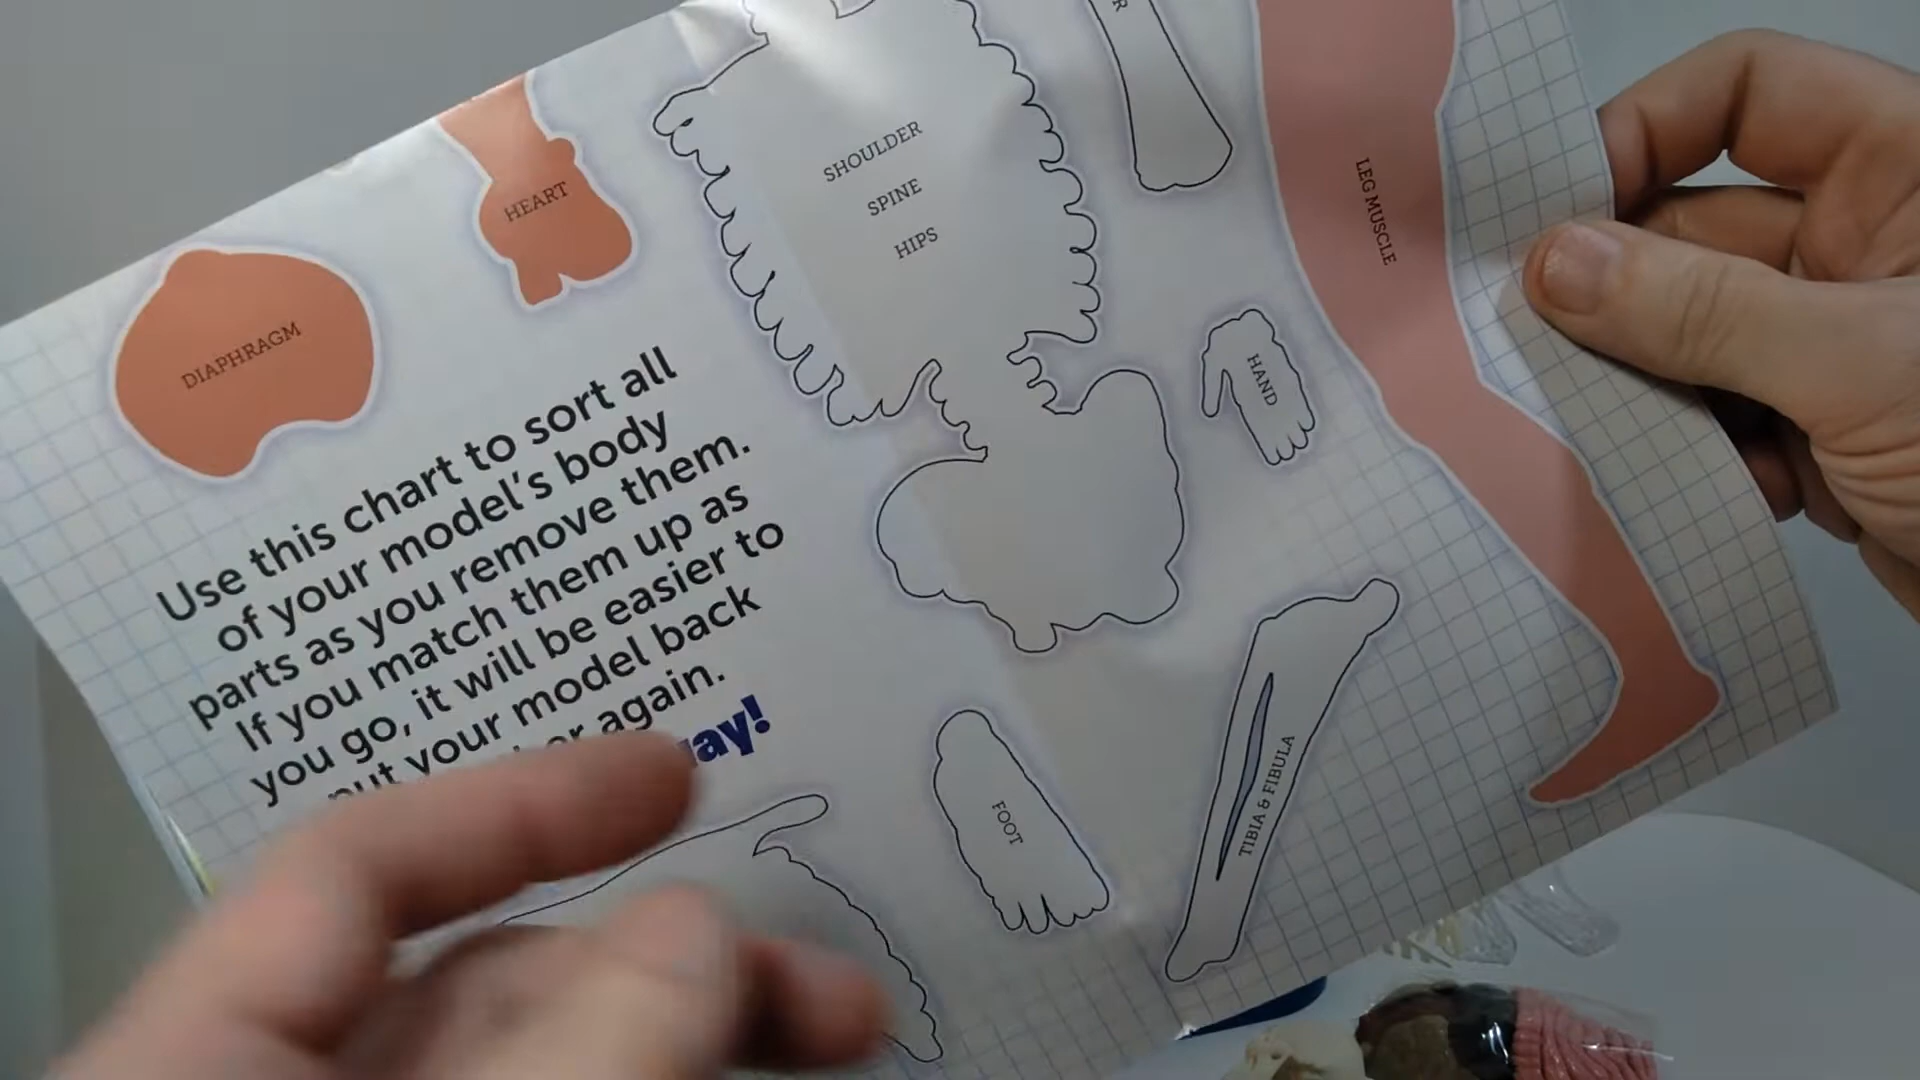 DIAPHRAGM
HEART
SHOULDER
SPINE
HIPS
R
LEG MUSCLE
HAND
Use this chart to sort all
of your model's body
parts as you remove them.
If you match them up as
you go, it will be easier to
put your model back
again.
FOOT
TIBIA & FIBULA